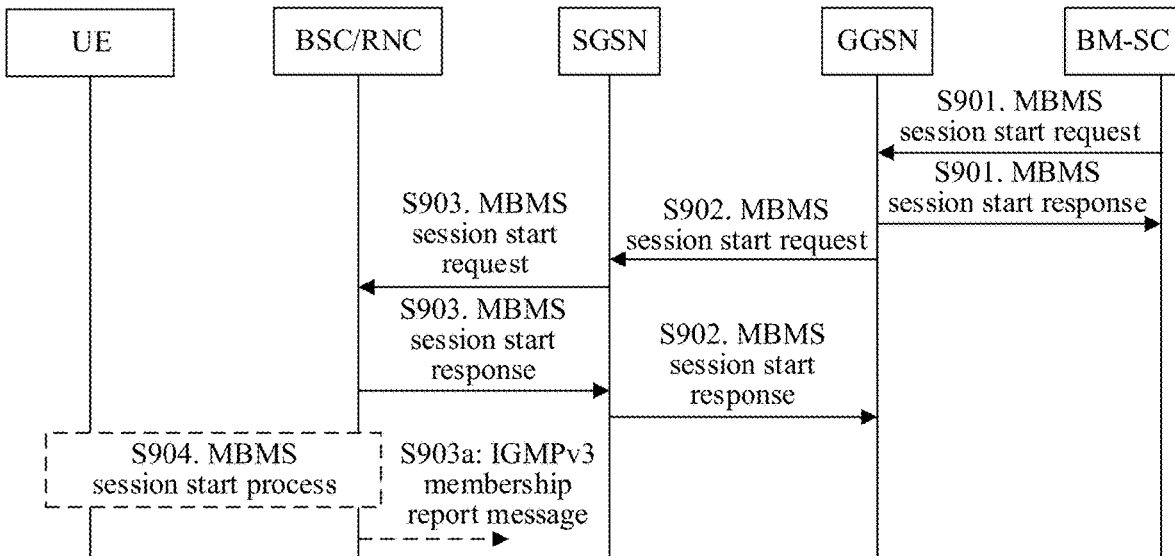 UE
BSC/RNC
SGSN
GGSN
BM-SC
S901. MBMS
session start request
S901. MBMS
session start response
S903. MBMS
session start
request
S902. MBMS
session start request
S903. MBMS
session start
response
S902. MBMS
session start
response
S904. MBMS
session start process
S903a: IGMPv3
membership
report message